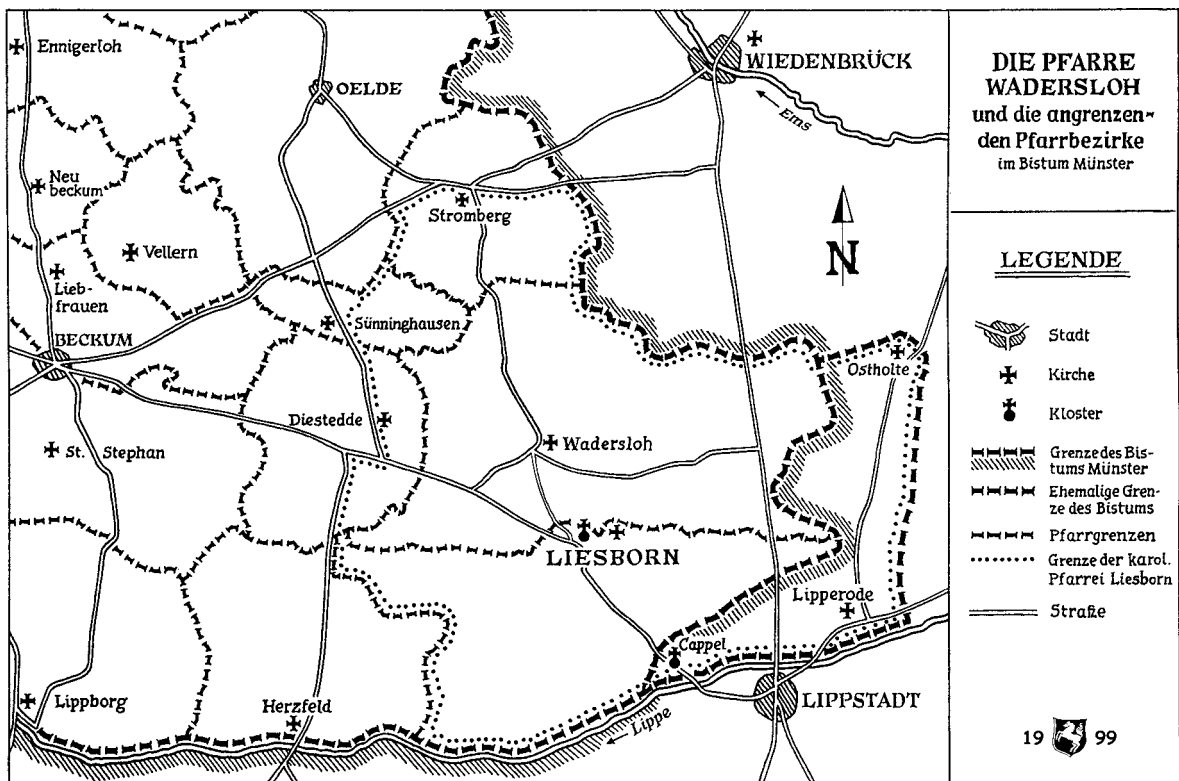 Ennigerloh
OELDE
WIEDENBRÜCK
Ems
Neu
beckum
Stromberg
Vellern
N
Lieb-
frauen
Sünninghausen
BECKUM
Ostholte
Diestedde
St. Stephan
Wadersloh
LIESBORN
Lipperode
Cappel
Lippborg
Herzfeld
LIPPSTADT
Lippe
DIE PFARRE
WADERSLOH
und die angrenzen-
den Pfarrbezirke
im Bistum Münster
LEGENDE
Stadt
Kirche
Kloster
Grenze des Bis-
tums Münster
Ehemalige Gren-
ze des Bistums
Pfarrgrenzen
Grenze der karol.
Pfarrei Liesborn
Straße
19 99